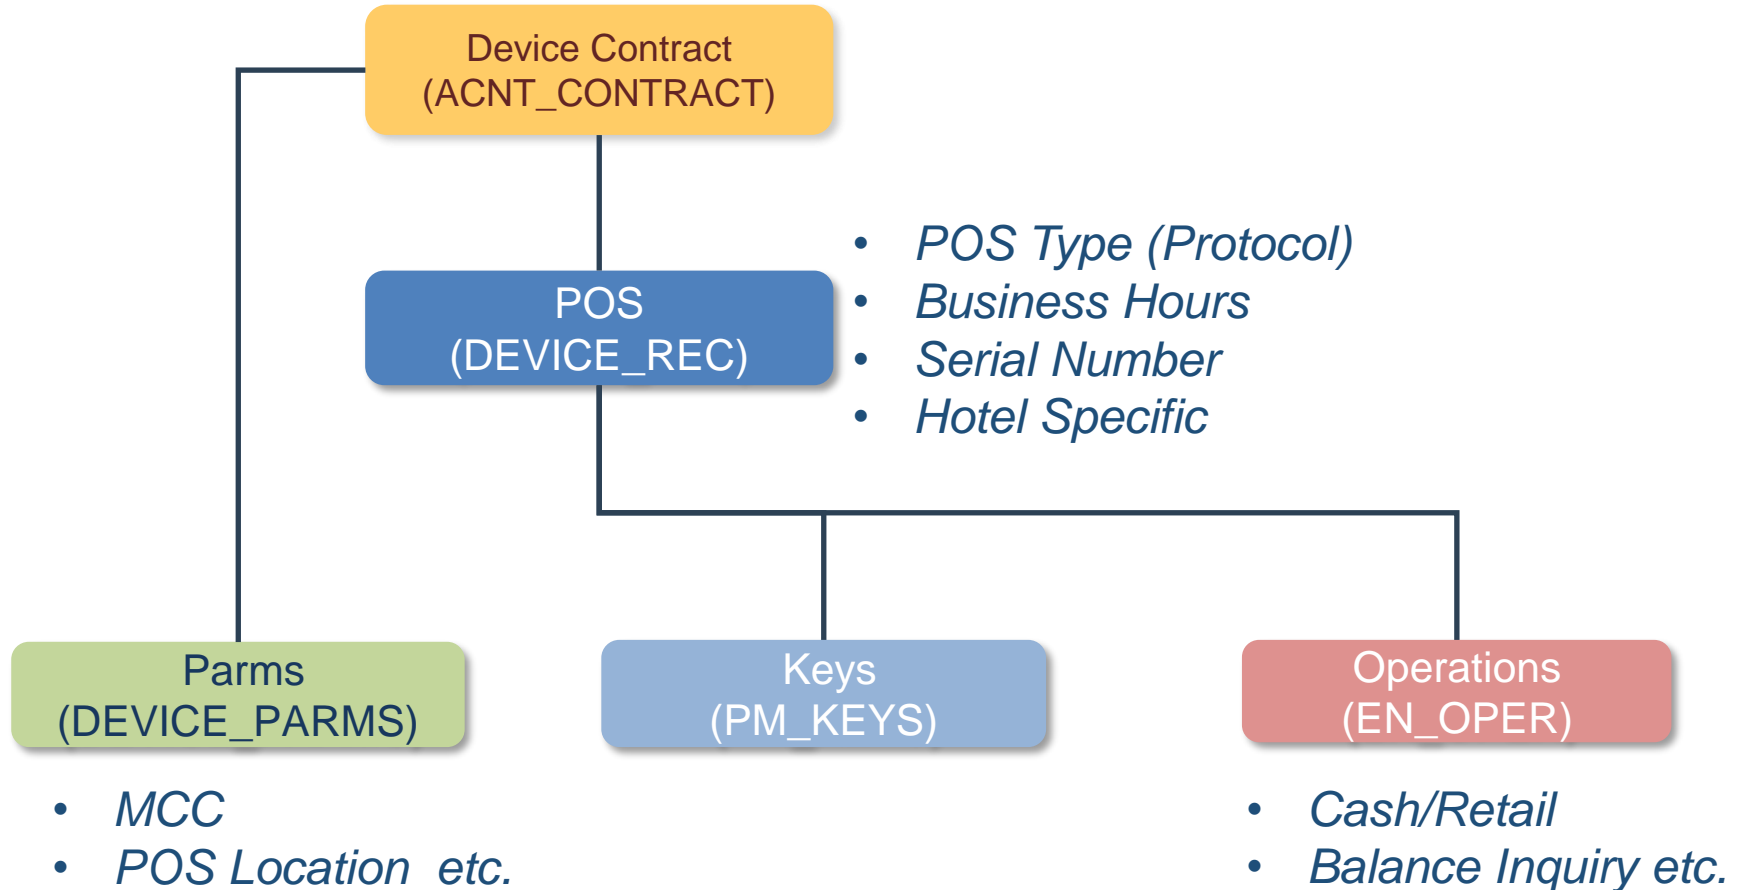 Device Contract
(ACNT_CONTRACT)
POS
(DEVICE_REC)
• POS Type (Protocol)
• Business Hours
• Serial Number
• Hotel Specific
Parms
(DEVICE_PARMS)
• MCC
• POS Location etc.
Keys
(PM_KEYS)
Operations
(EN_OPER)
• Cash/Retail
• Balance Inquiry etc.